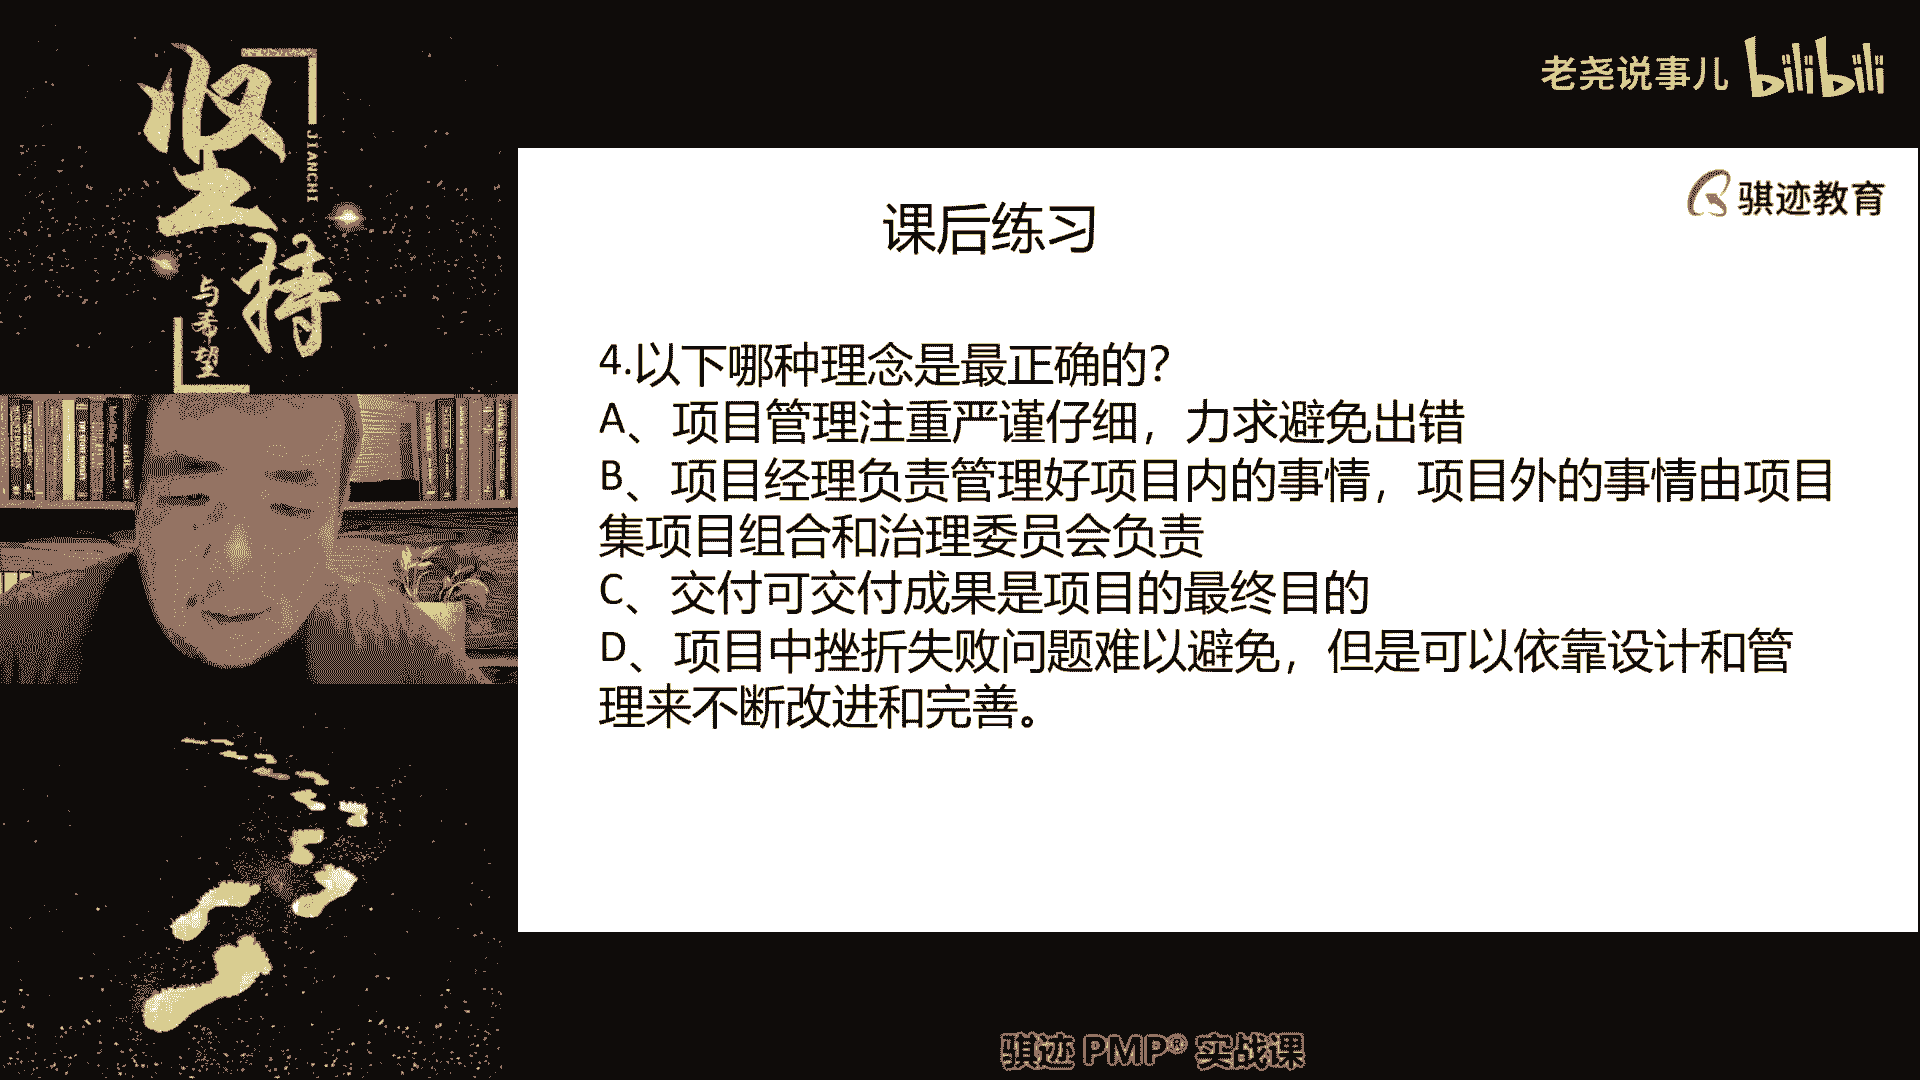 坚持
JIANCHI
与希望
老尧说事儿 bilibili
骐迹教育
课后练习
4.以下哪种理念是最正确的？
A、项目管理注重严谨仔细，力求避免出错
B、项目经理负责管理好项目内的事情，项目外的事情由项目
集项目组合和治理委员会负责
C、交付可交付成果是项目的最终目的
D、项目中挫折失败问题难以避免，但是可以依靠设计和管
理来不断改进和完善。
骐迹 PMP® 实战课